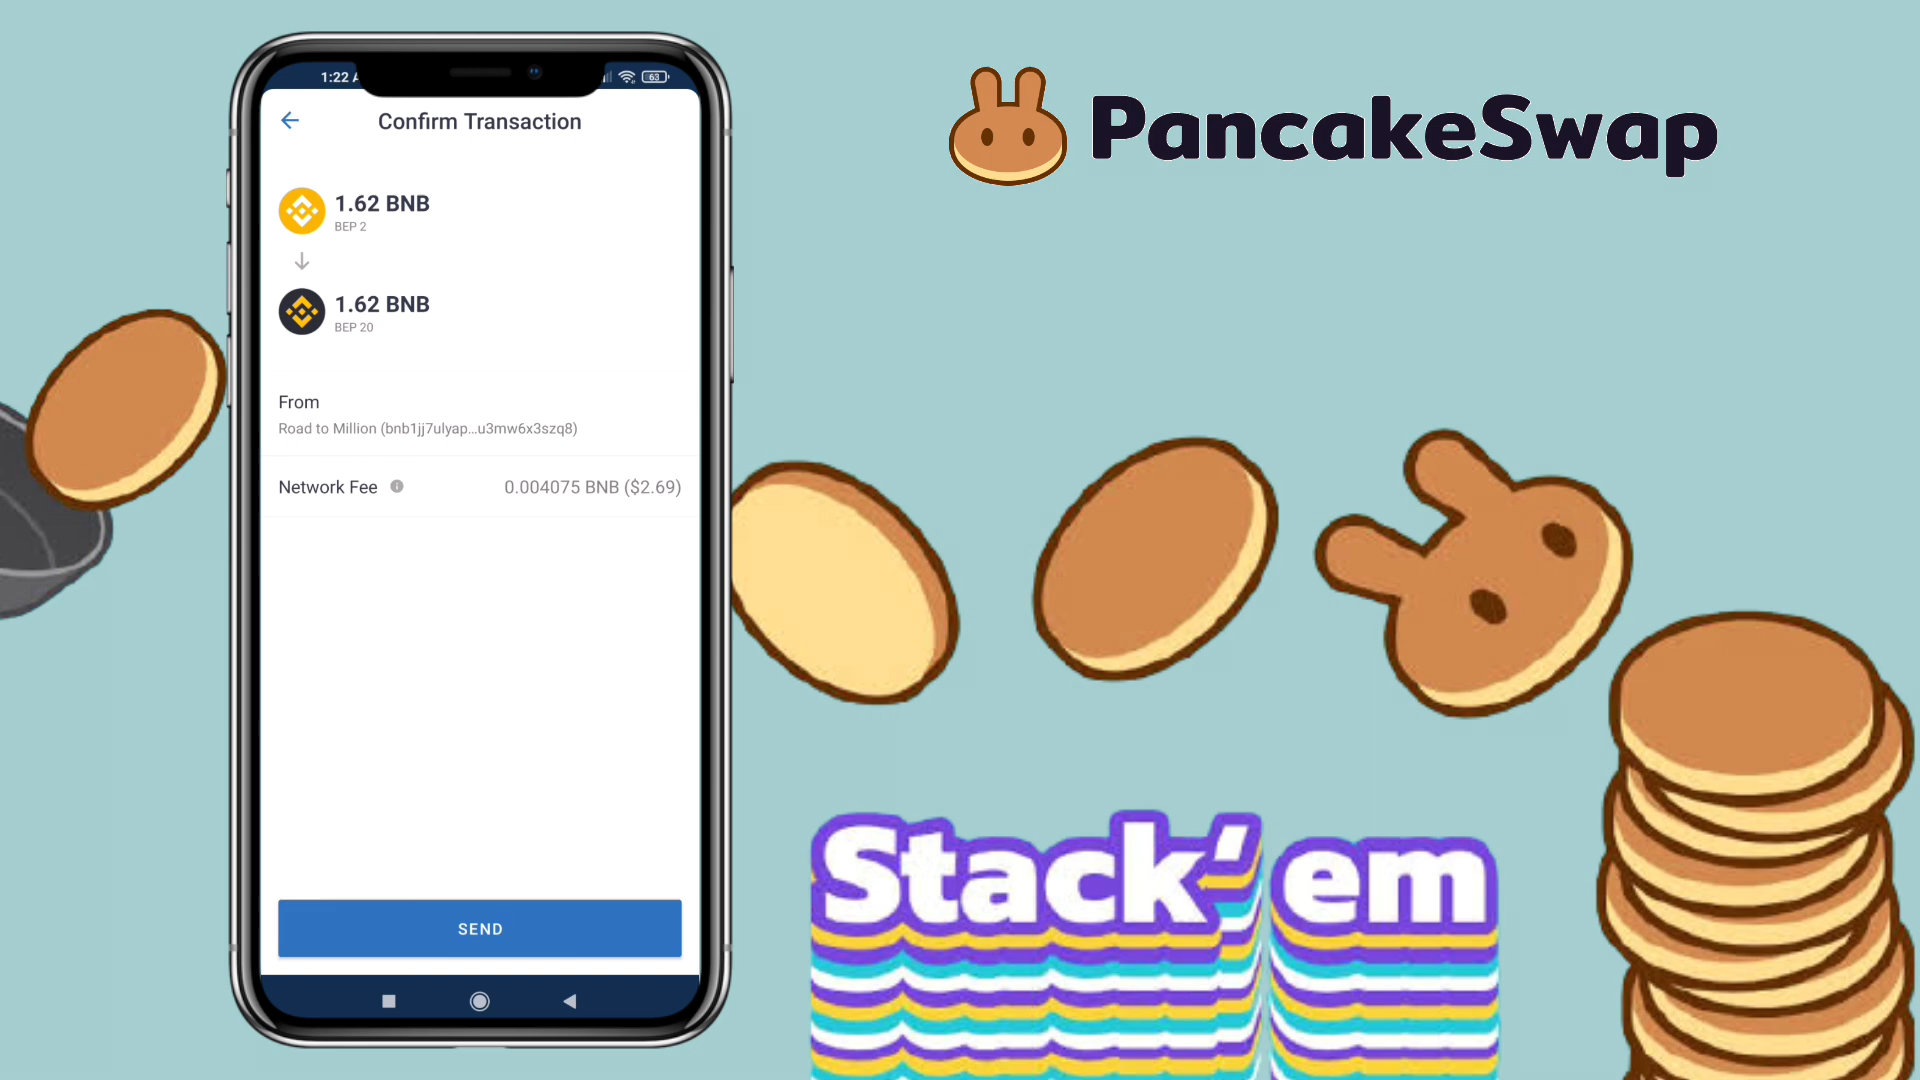 1:22 A
63
Confirm Transaction
1.62 BNB
BEP 2
1.62 BNB
BEP 20
From
Road to Million (bnb1jj7ulyap...u3mw6x3szq8)
Network Fee
0.004075 BNB ($2.69)
SEND
PancakeSwap
Stack'em